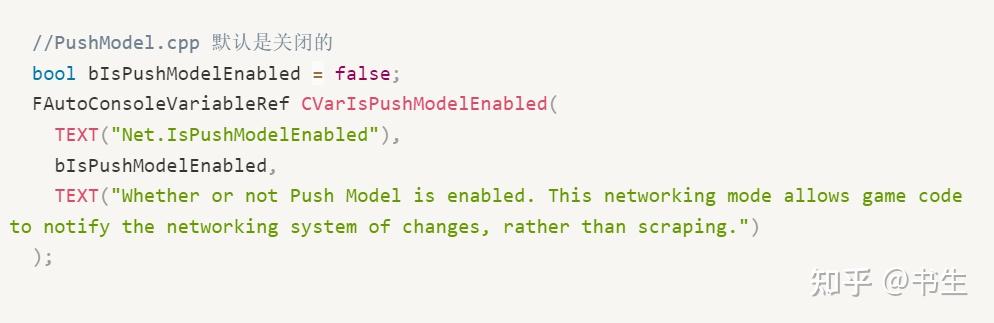 //PushModel.cpp 默认是关闭的
bool bIsPushModelEnabled = false;
FAutoConsoleVariableRef CVarIsPushModelEnabled(
TEXT("Net.IsPushModelEnabled"),
bIsPushModelEnabled,
TEXT("Whether or not Push Model is enabled. This networking mode allows game code
to notify the networking system of changes, rather than scraping.")
);
知乎 @书生